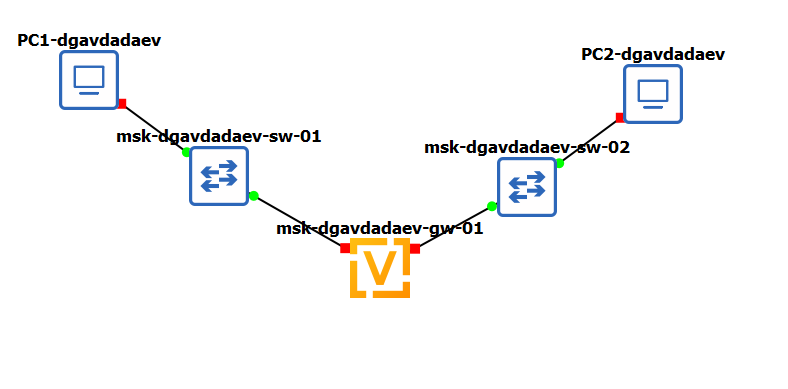 PC1-dgavdadaev
PC2-dgavdadaev
msk-dgavdadaev-sw-01
msk-dgavdadaev-sw-02
msk-dgavdadaev-gw-01
V